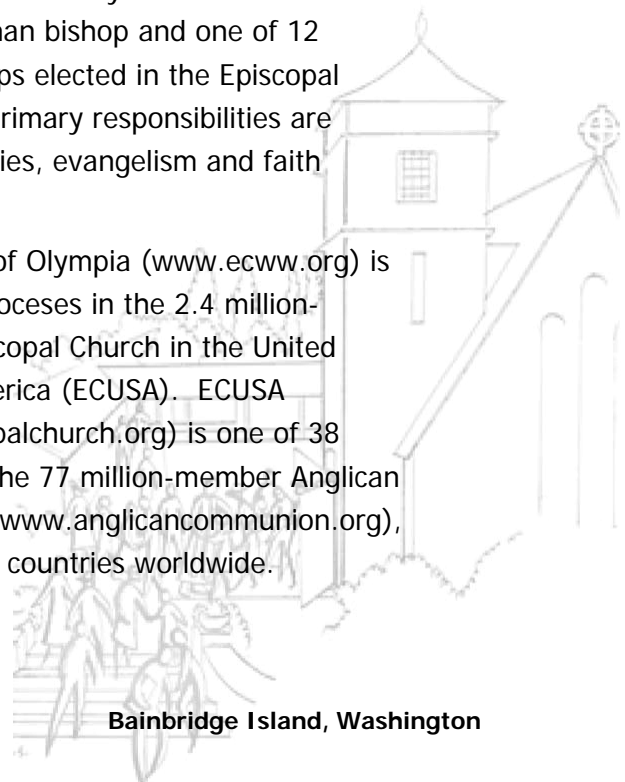 han bishop and one of 12
ps elected in the Episcopal
rimary responsibilities are
ies, evangelism and faith
of Olympia (www.ecww.org) is
oceses in the 2.4 million-
copal Church in the United
erica (ECUSA). ECUSA
palchurch.org) is one of 38
he 77 million-member Anglican
www.anglicancommunion.org),
countries worldwide.
Bainbridge Island, Washington